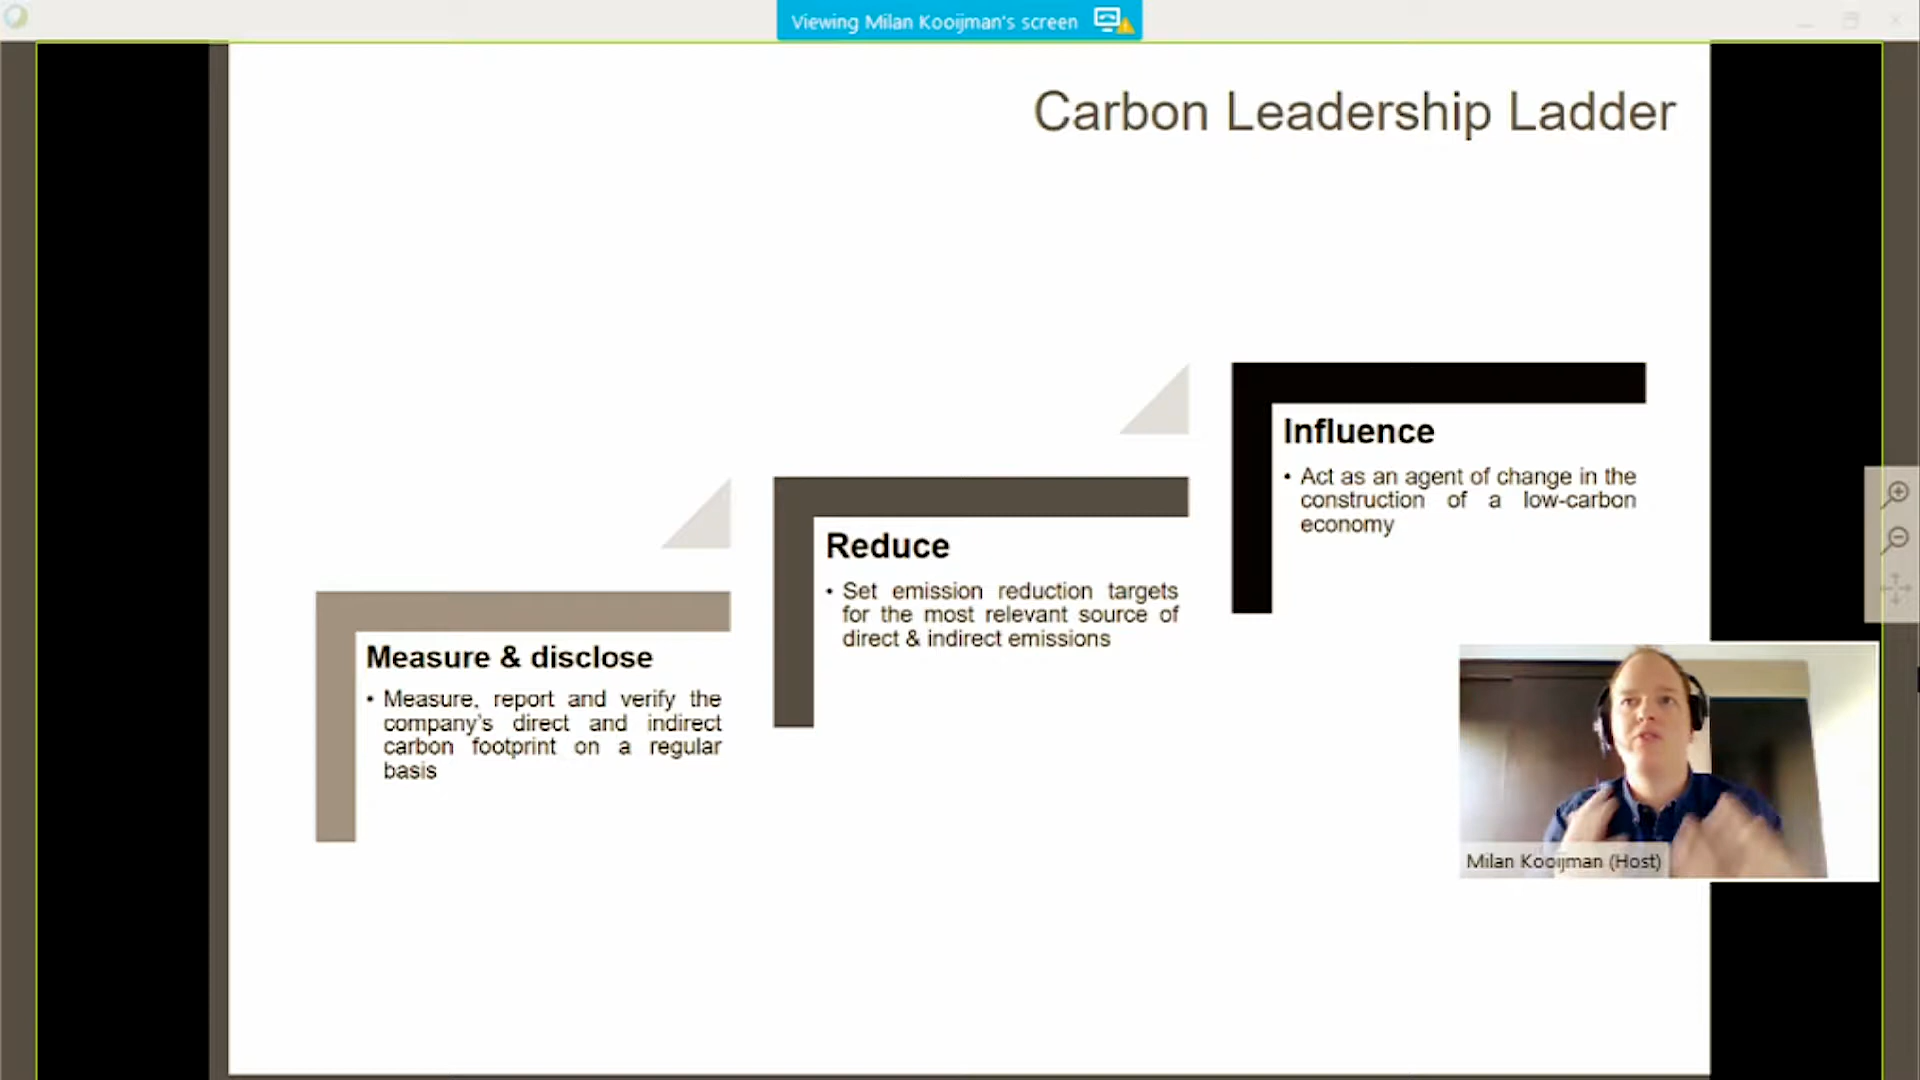 Viewing Milan Kooijman's screen
Carbon Leadership Ladder
Measure & disclose
• Measure, report and verify the
company's direct and indirect
carbon footprint on a regular
basis
Reduce
• Set emission reduction targets
for the most relevant source of
direct & indirect emissions
Influence
• Act as an agent of change in the
construction of a low-carbon
economy
Milan Kooijman (Host)